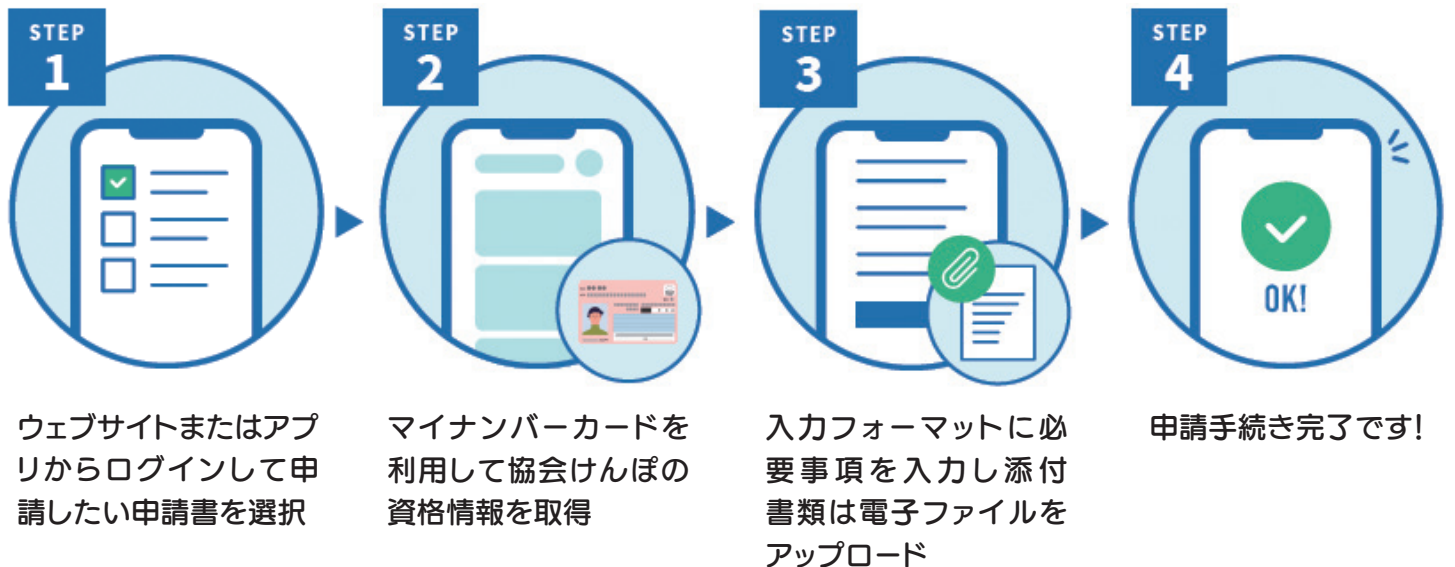 STEP
1
STEP
2
STEP
3
STEP
4
OK!
ウェブサイトまたはアプ
リからログインして申
請したい申請書を選択
マイナンバーカードを
利用して協会けんぽの
資格情報を取得
入力フォーマットに必
要事項を入力し添付
書類は電子ファイルを
アップロード
申請手続き完了です!